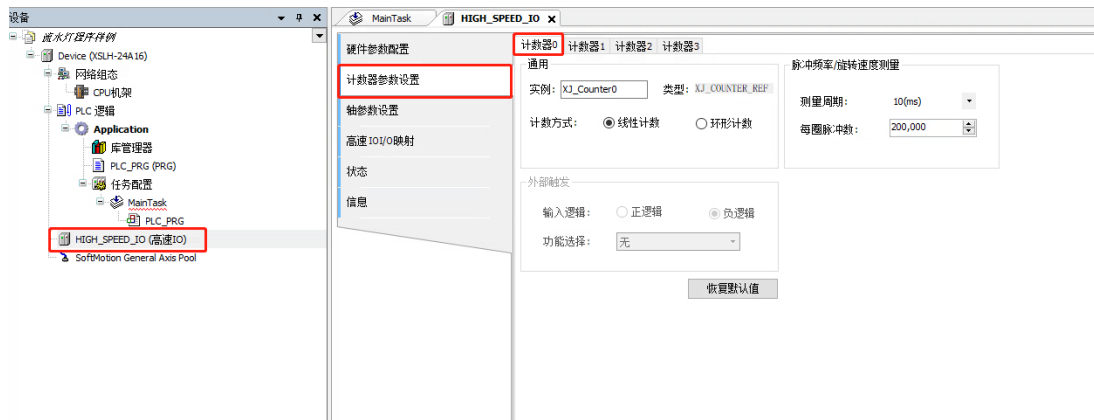 设备
流水灯程序样例
Device (XSLH-24A16)
网络组态
CPU机架
PLC 逻辑
Application
库管理器
PLC_PRG (PRG)
任务配置
MainTask
PLC_PRG
HIGH_SPEED_IO (高速IO)
SoftMotion General Axis Pool
MainTask
HIGH_SPEED_IO
硬件参数配置
计数器参数设置
轴参数设置
高速 IOI/O映射
状态
信息
计数器0 计数器1 计数器2 计数器3
通用
实例: XJ_Counter0 类型: XJ_COUNTER_REF
计数方式: 线性计数 环形计数
脉冲频率/旋转速度测量
测量周期: 10(ms)
每圈脉冲数: 200,000
外部触发
输入逻辑: 正逻辑 负逻辑
功能选择: 无
恢复默认值